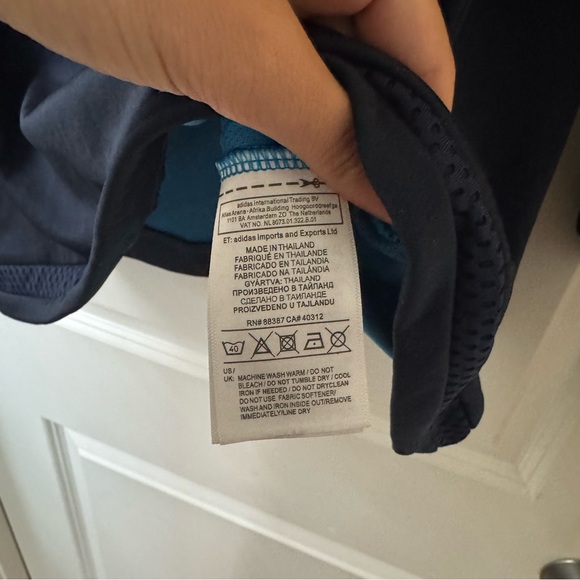 adidas International Trading BV
Atlas Arena - Afrika Building Hoogoorddreef 9a
1101 BA Amsterdam ZO The Netherlands
VAT NO. NL 8073.01.322.B.01
ET: adidas Imports and Exports Ltd
MADE IN THAILAND
FABRIQUÉ EN THAÏLANDE
FABRICADO EN TAILANDIA
FABRICADO NA TAILÂNDIA
GYÁRTVA: THAILAND
ПРОИЗВЕДЕНО В ТАИЛАНД
СДЕЛАНО В ТАИЛАНДЕ
PROIZVEDENO U TAJLANDU
RN# 88387 CA# 40312
40
US /
UK: MACHINE WASH WARM / DO NOT
BLEACH / DO NOT TUMBLE DRY / COOL
IRON IF NEEDED / DO NOT DRYCLEAN
DO NOT USE FABRIC SOFTENER/
WASH AND IRON INSIDE OUT/REMOVE
IMMEDIATELY/LINE DRY